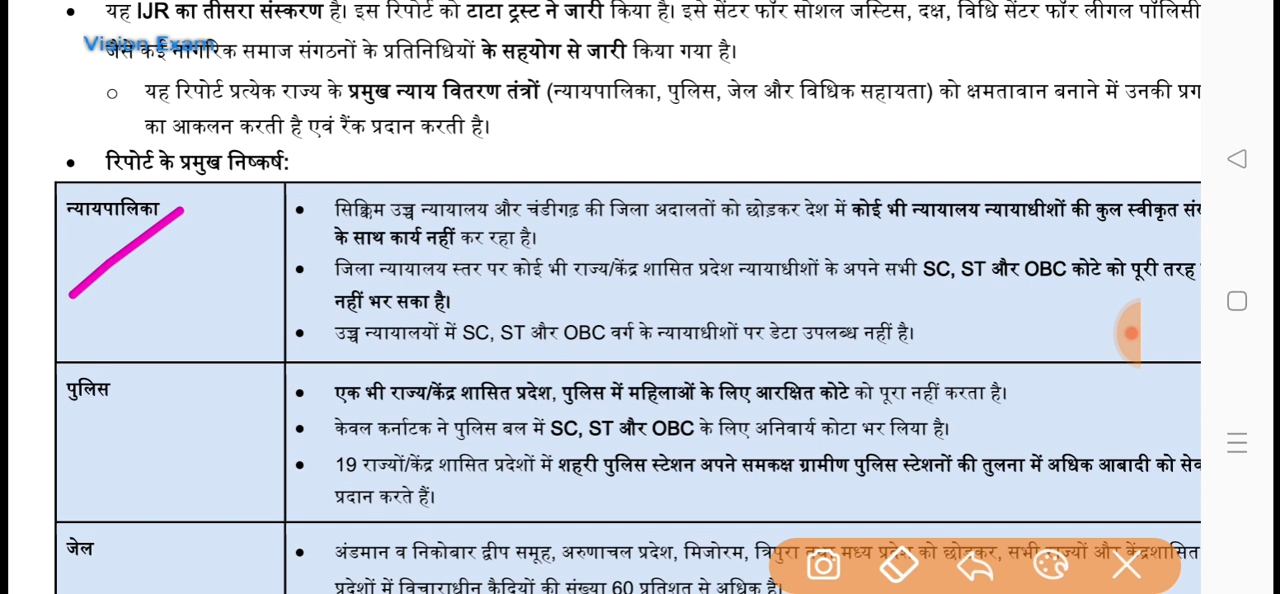 • यह IJR का तीसरा संस्करण है। इस रिपोर्ट को टाटा ट्रस्ट ने जारी किया है। इसे सेंटर फॉर सोशल जस्टिस, दक्ष, विधि सेंटर फॉर लीगल पॉलिसी
Vision Exam
जैसे कई नागरिक समाज संगठनों के प्रतिनिधियों के सहयोग से जारी किया गया है।
○ यह रिपोर्ट प्रत्येक राज्य के प्रमुख न्याय वितरण तंत्रों (न्यायपालिका, पुलिस, जेल और विधिक सहायता) को क्षमतावान बनाने में उनकी
का आकलन करती है एवं रैंक प्रदान करती है।
• रिपोर्ट के प्रमुख निष्कर्ष:
न्यायपालिका
• सिक्किम उच्च न्यायालय और चंडीगढ़ की जिला अदालतों को छोड़कर देश में कोई भी न्यायालय न्यायाधीशों की कुल स्वीकृत
के साथ कार्य नहीं कर रहा है।
• जिला न्यायालय स्तर पर कोई भी राज्य/केंद्र शासित प्रदेश न्यायाधीशों के अपने सभी SC, ST और OBC कोटे को पूरी तरह
नहीं भर सका है।
• उच्च न्यायालयों में SC, ST और OBC वर्ग के न्यायाधीशों पर डेटा उपलब्ध नहीं है।
पुलिस
• एक भी राज्य/केंद्र शासित प्रदेश, पुलिस में महिलाओं के लिए आरक्षित कोटे को पूरा नहीं करता है।
• केवल कर्नाटक ने पुलिस बल में SC, ST और OBC के लिए अनिवार्य कोटा भर लिया है।
• 19 राज्यों/केंद्र शासित प्रदेशों में शहरी पुलिस स्टेशन अपने समकक्ष ग्रामीण पुलिस स्टेशनों की तुलना में अधिक आबादी को
प्रदान करते हैं।
जेल
• अंडमान व निकोबार द्वीप समूह, अरुणाचल प्रदेश, मिजोरम, त्रिपुरा तथा मध्य प्रदेश को छोड़कर, सभी राज्यों और केंद्रशासित
प्रदेशों में विचाराधीन कैदियों की संख्या 60 प्रतिशत से अधिक है।